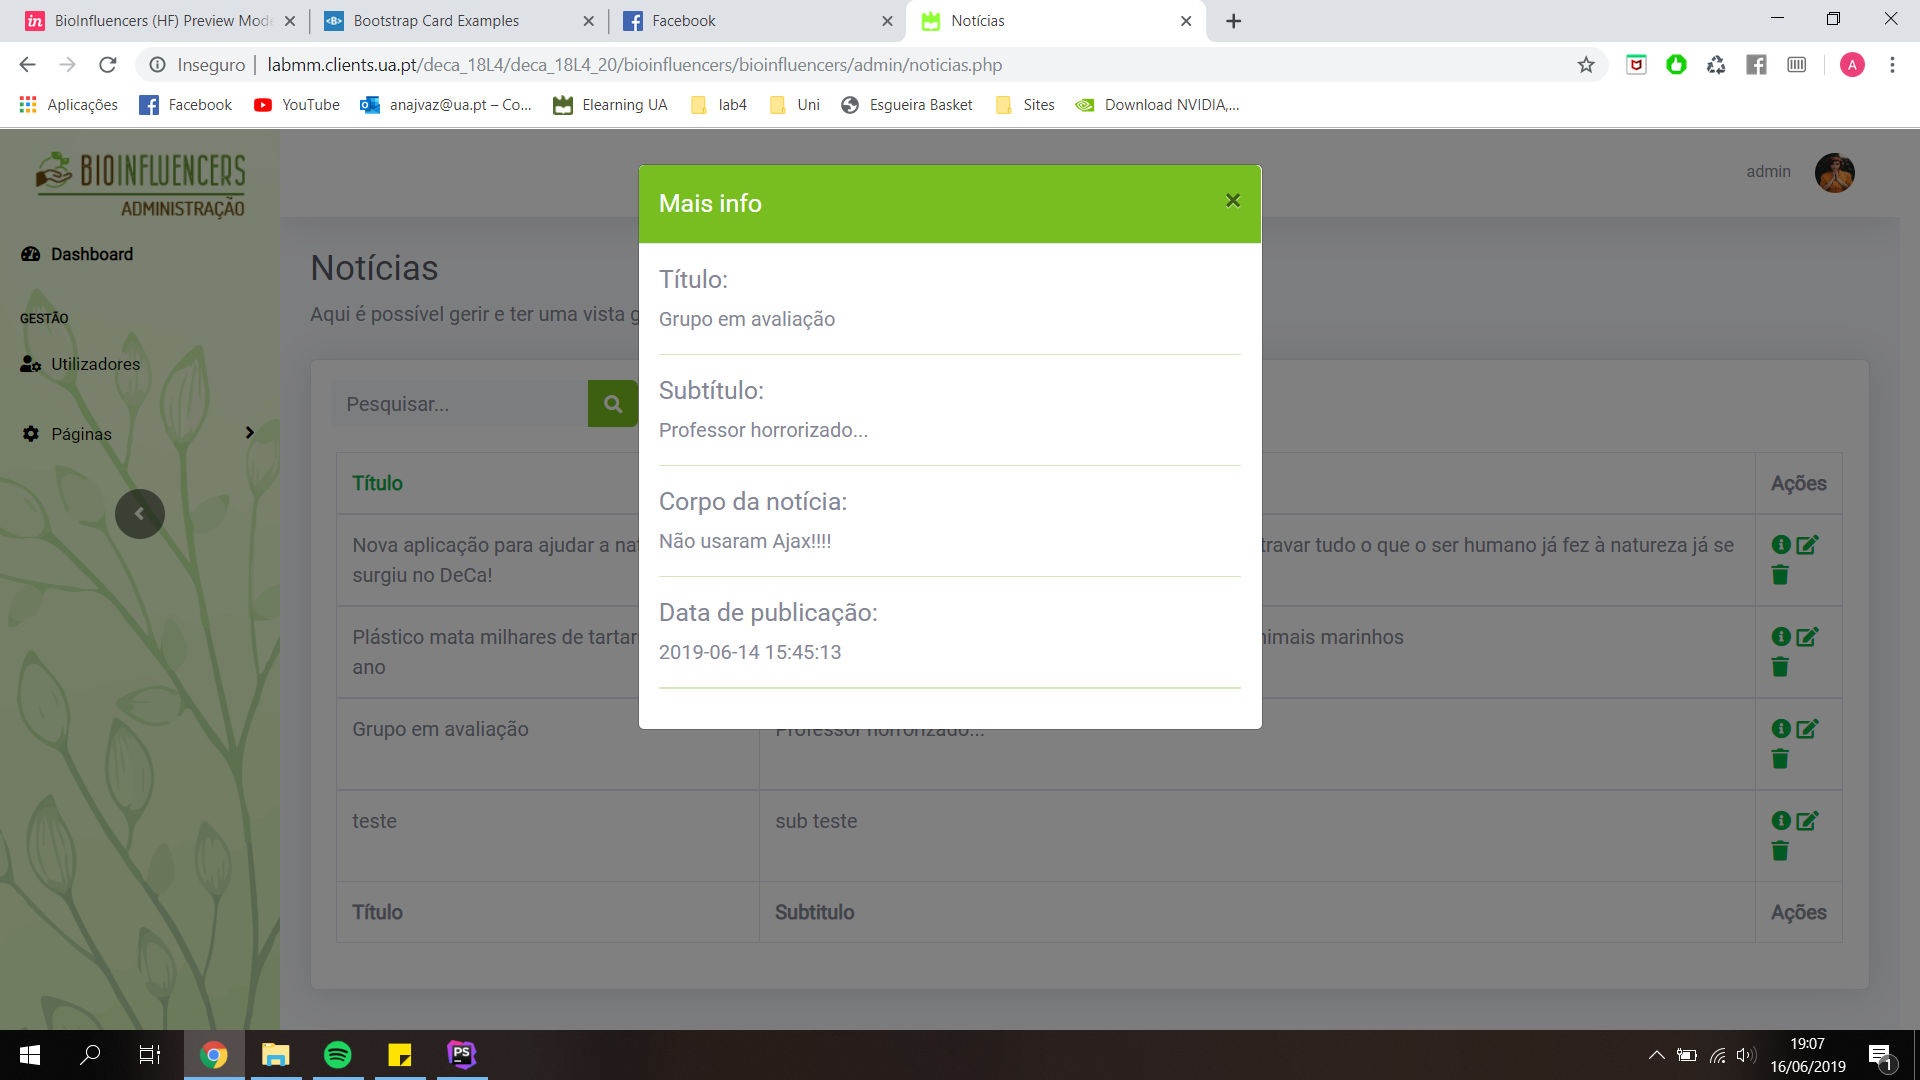 BioInfluencers (HF) Preview Mode
Bootstrap Card Examples
Facebook
Notícias
Inseguro
labmm.clients.ua.pt/deca_18L4/deca_18L4_20/bioinfluencers/bioinfluencers/admin/noticias.php
A
Aplicações
Facebook
YouTube
anajvaz@ua.pt – Co...
Elearning UA
lab4
Uni
Esgueira Basket
Sites
Download NVIDIA,...
BIOINFLUENCERS
ADMINISTRAÇÃO
admin
Dashboard
GESTÃO
Utilizadores
Páginas
Notícias
Aqui é possível gerir e ter uma vista g
Pesquisar...
Mais info
×
Título:
Grupo em avaliação
Subtítulo:
Professor horrorizado...
Corpo da notícia:
Não usaram Ajax!!!!
Data de publicação:
2019-06-14 15:45:13
Título
Ações
Nova aplicação para ajudar a nat
travar tudo o que o ser humano já fez à natureza já se
surgiu no DeCa!
Plástico mata milhares de tartar
nimais marinhos
ano
Grupo em avaliação
Professor horrorizado...
teste
sub teste
Título
Subtitulo
Ações
PS
19:07
16/06/2019
1